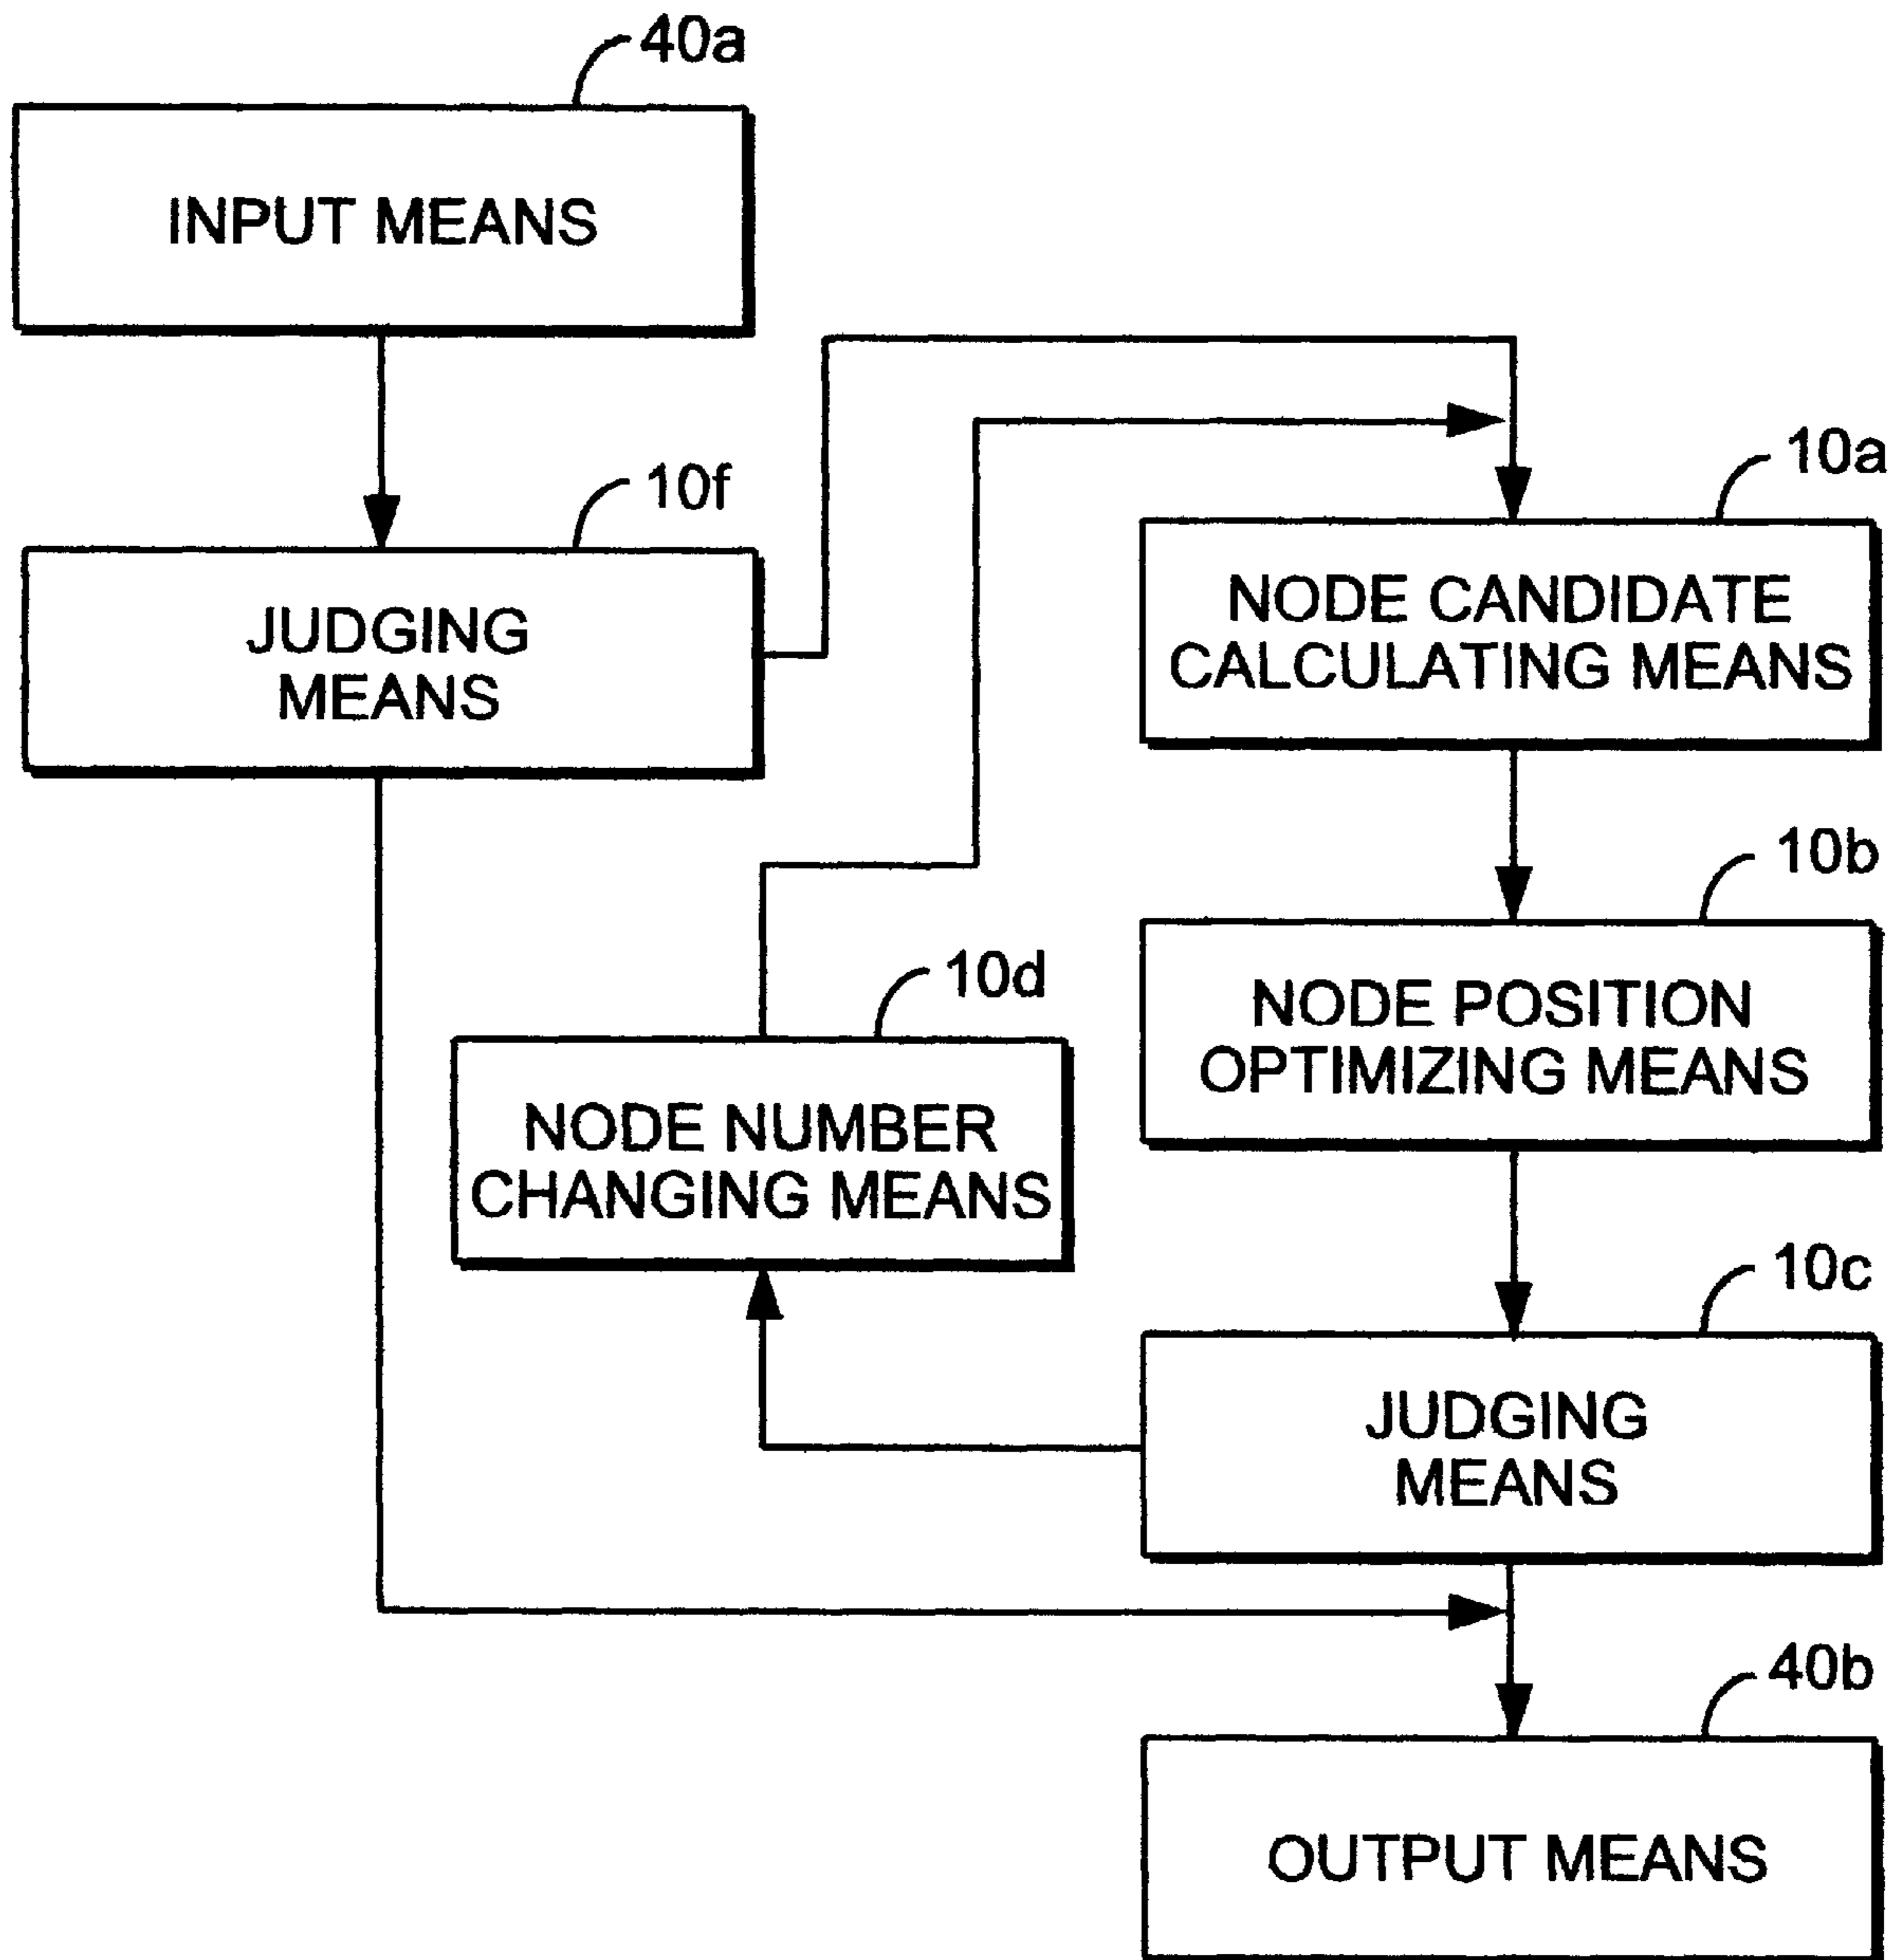 40a
INPUT MEANS
10f
JUDGING
MEANS
10a
NODE CANDIDATE
CALCULATING MEANS
10b
NODE POSITION
OPTIMIZING MEANS
10d
NODE NUMBER
CHANGING MEANS
10c
JUDGING
MEANS
40b
OUTPUT MEANS